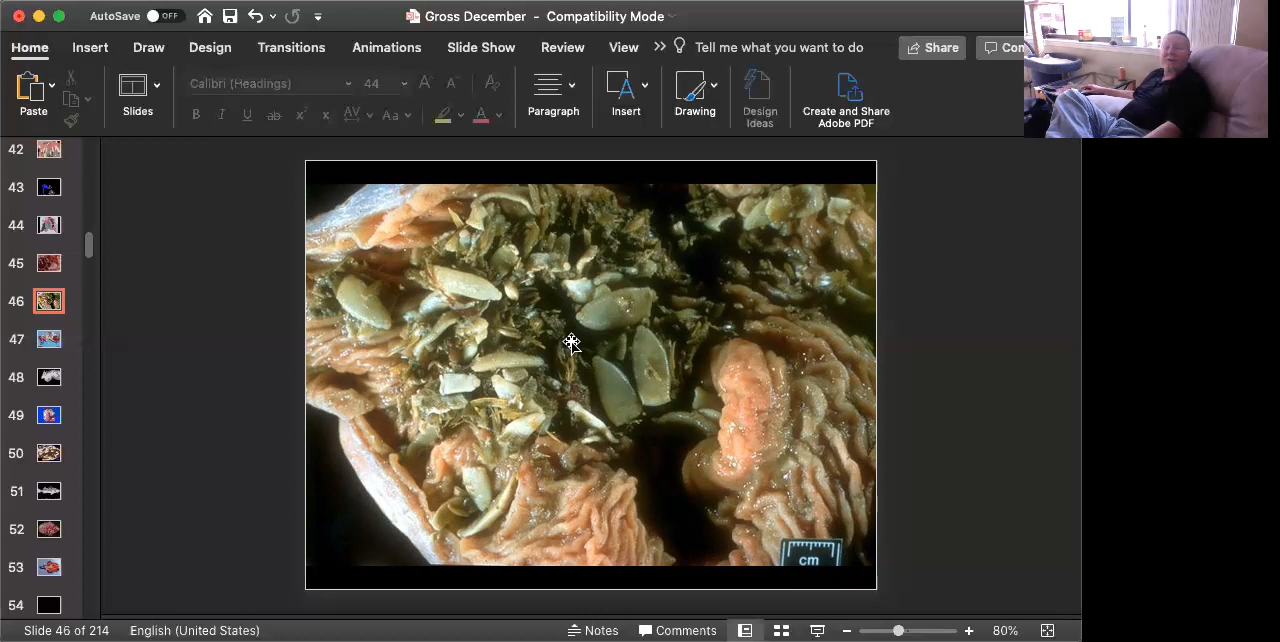 AutoSave OFF Gross December - Compatibility Mode
Home Insert Draw Design Transitions Animations Slide Show Review View Tell me what you want to do Share
Calibri (Headings) 44
Paste Slides B I U ab x Aa A Paragraph Insert Drawing Design Ideas Create and Share Adobe PDF
42
43
44
45
46
47
48
49
50
51
52
53
54
cm
Slide 46 of 214 English (United States) Notes Comments 80%